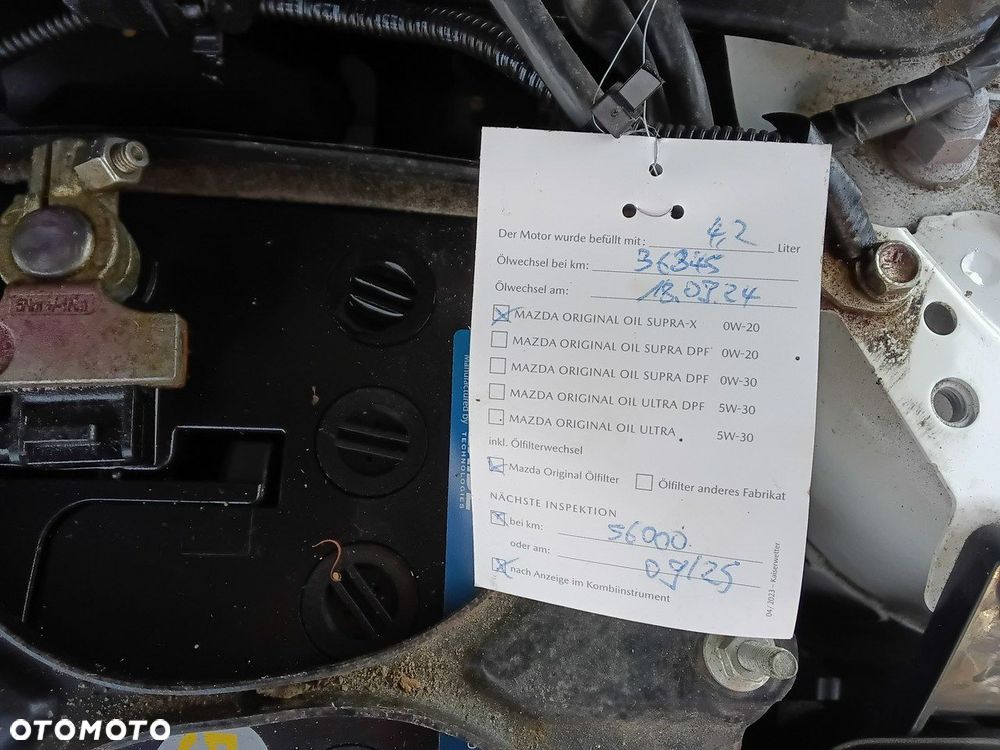 Der Motor wurde befüllt mit: 4,2 Liter
Ölwechsel bei km: 36345
Ölwechsel am: 18.09.24
MAZDA ORIGINAL OIL SUPRA-X 0W-20
MAZDA ORIGINAL OIL SUPRA DPF 0W-20
MAZDA ORIGINAL OIL SUPRA DPF 0W-30
MAZDA ORIGINAL OIL ULTRA DPF 5W-30
MAZDA ORIGINAL OIL ULTRA 5W-30
inkl. Ölfilterwechsel
Mazda Original Ölfilter Ölfilter anderes Fabrikat
NÄCHSTE INSPEKTION
bei km: 56000
oder am: 09/25
nach Anzeige im Kombiinstrument
04/2023 – Kaiserwetter
Manufactured by
TECHNOLOGIES
OTOMOTO